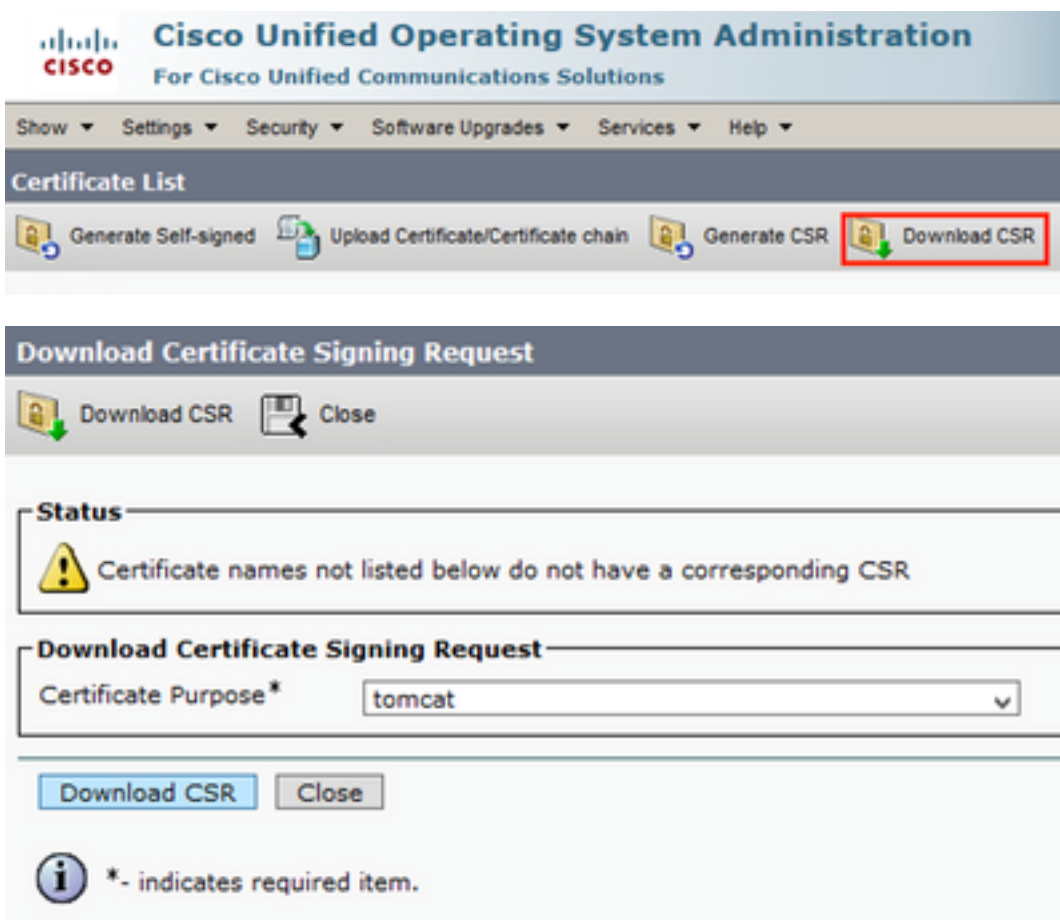 Cisco Unified Operating System Administration
CISCO
For Cisco Unified Communications Solutions
Show Settings Security Software Upgrades Services Help
Certificate List
Generate Self-signed Upload Certificate/Certificate chain Generate CSR Download CSR
Download Certificate Signing Request
Download CSR Close
Status
Certificate names not listed below do not have a corresponding CSR
Download Certificate Signing Request
Certificate Purpose* tomcat
Download CSR Close
*- indicates required item.